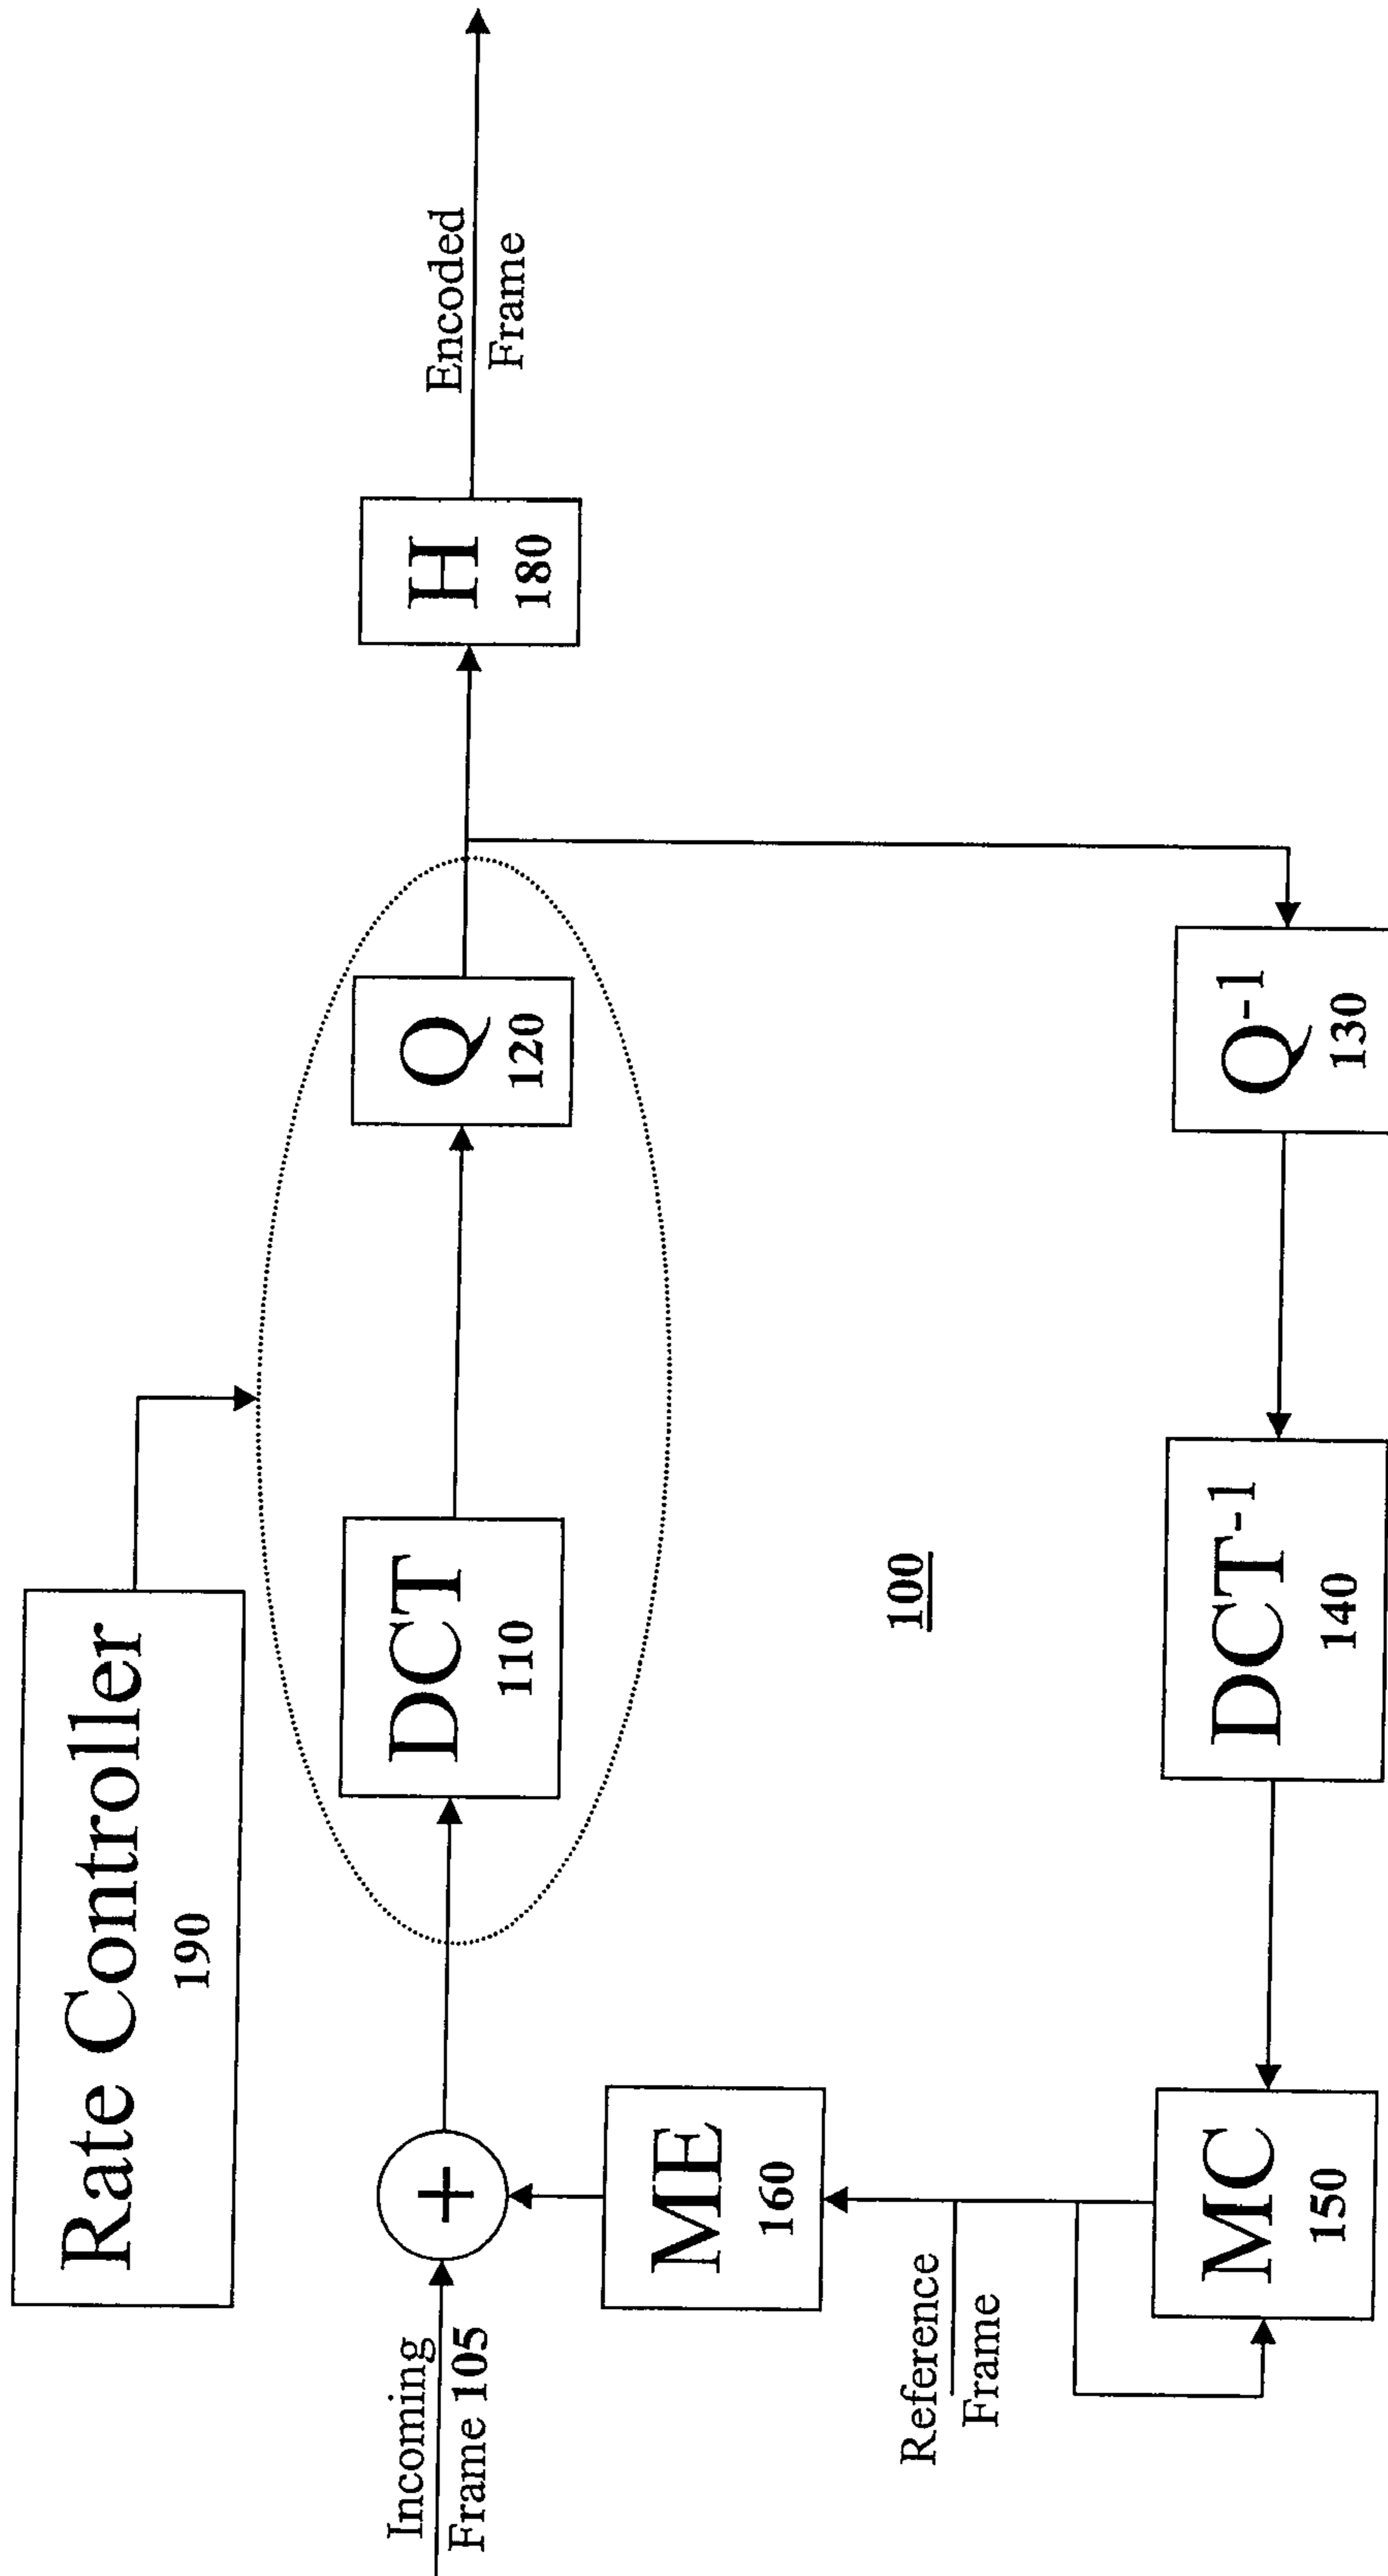 Rate Controller
190
Incoming
Frame 105
+
DCT
110
Q
120
H
180
Encoded
Frame
ME
160
100
Reference
Frame
MC
150
DCT-1
140
Q-1
130